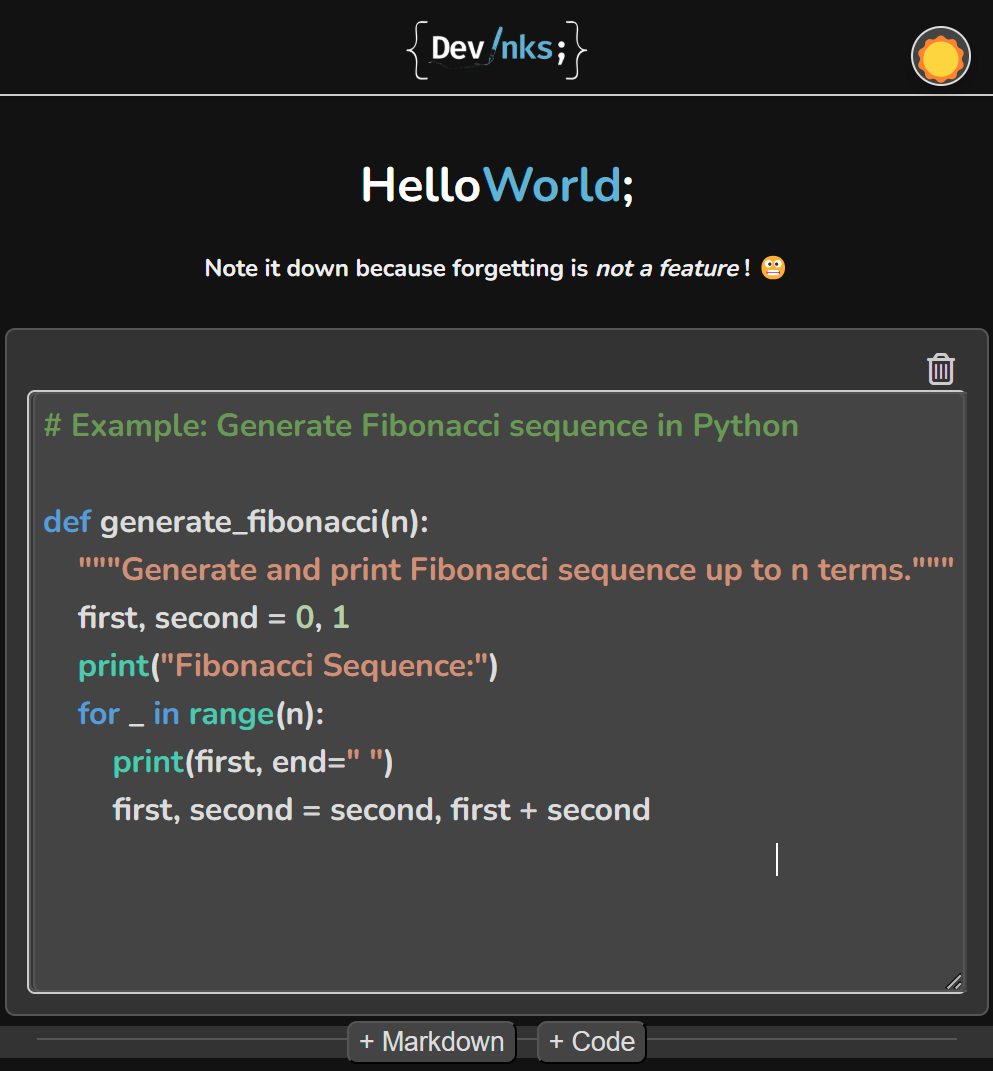 {Dev/nks;}
HelloWorld;
Note it down because forgetting is not a feature ! 😬
# Example: Generate Fibonacci sequence in Python

def generate_fibonacci(n):
    """Generate and print Fibonacci sequence up to n terms."""
    first, second = 0, 1
    print("Fibonacci Sequence:")
    for _ in range(n):
        print(first, end=" ")
        first, second = second, first + second
+ Markdown + Code